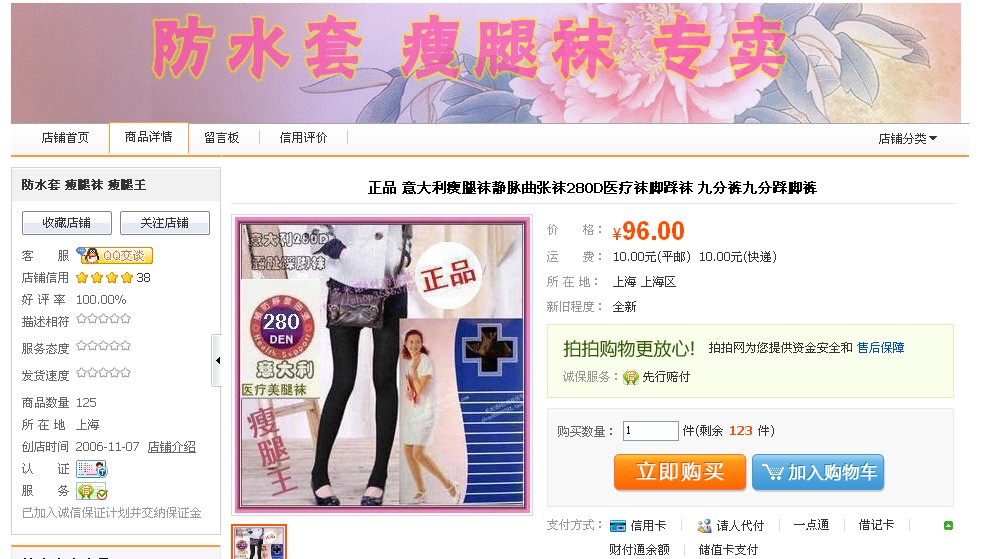 防水套 瘦腿袜 专卖
店铺首页 商品详情 留言板 信用评价 店铺分类
防水套 瘦腿袜 瘦腿王
收藏店铺 关注店铺
客 服 QQ交谈
店铺信用 38
好 评 率 100.00%
描述相符
服务态度
发货速度
商品数量 125
所 在 地 上海
创店时间 2006-11-07 店铺介绍
认 证
服 务
已加入诚信保证计划并交纳保证金
正品 意大利瘦腿袜静脉曲张袜280D医疗袜脚踩袜 九分裤九分踩脚裤
意大利280D
正品
280
DEN
Health Support
意大利
医疗美腿袜
瘦腿王
价 格： ¥96.00
运 费： 10.00元(平邮) 10.00元(快递)
所 在 地： 上海 上海区
新旧程度： 全新
拍拍购物更放心! 拍拍网为您提供资金安全和 售后保障
诚保服务： 先行赔付
购买数量： 1 件(剩余 123 件)
立即购买 加入购物车
支付方式： 信用卡 请人代付 一点通 借记卡
财付通余额 储值卡支付